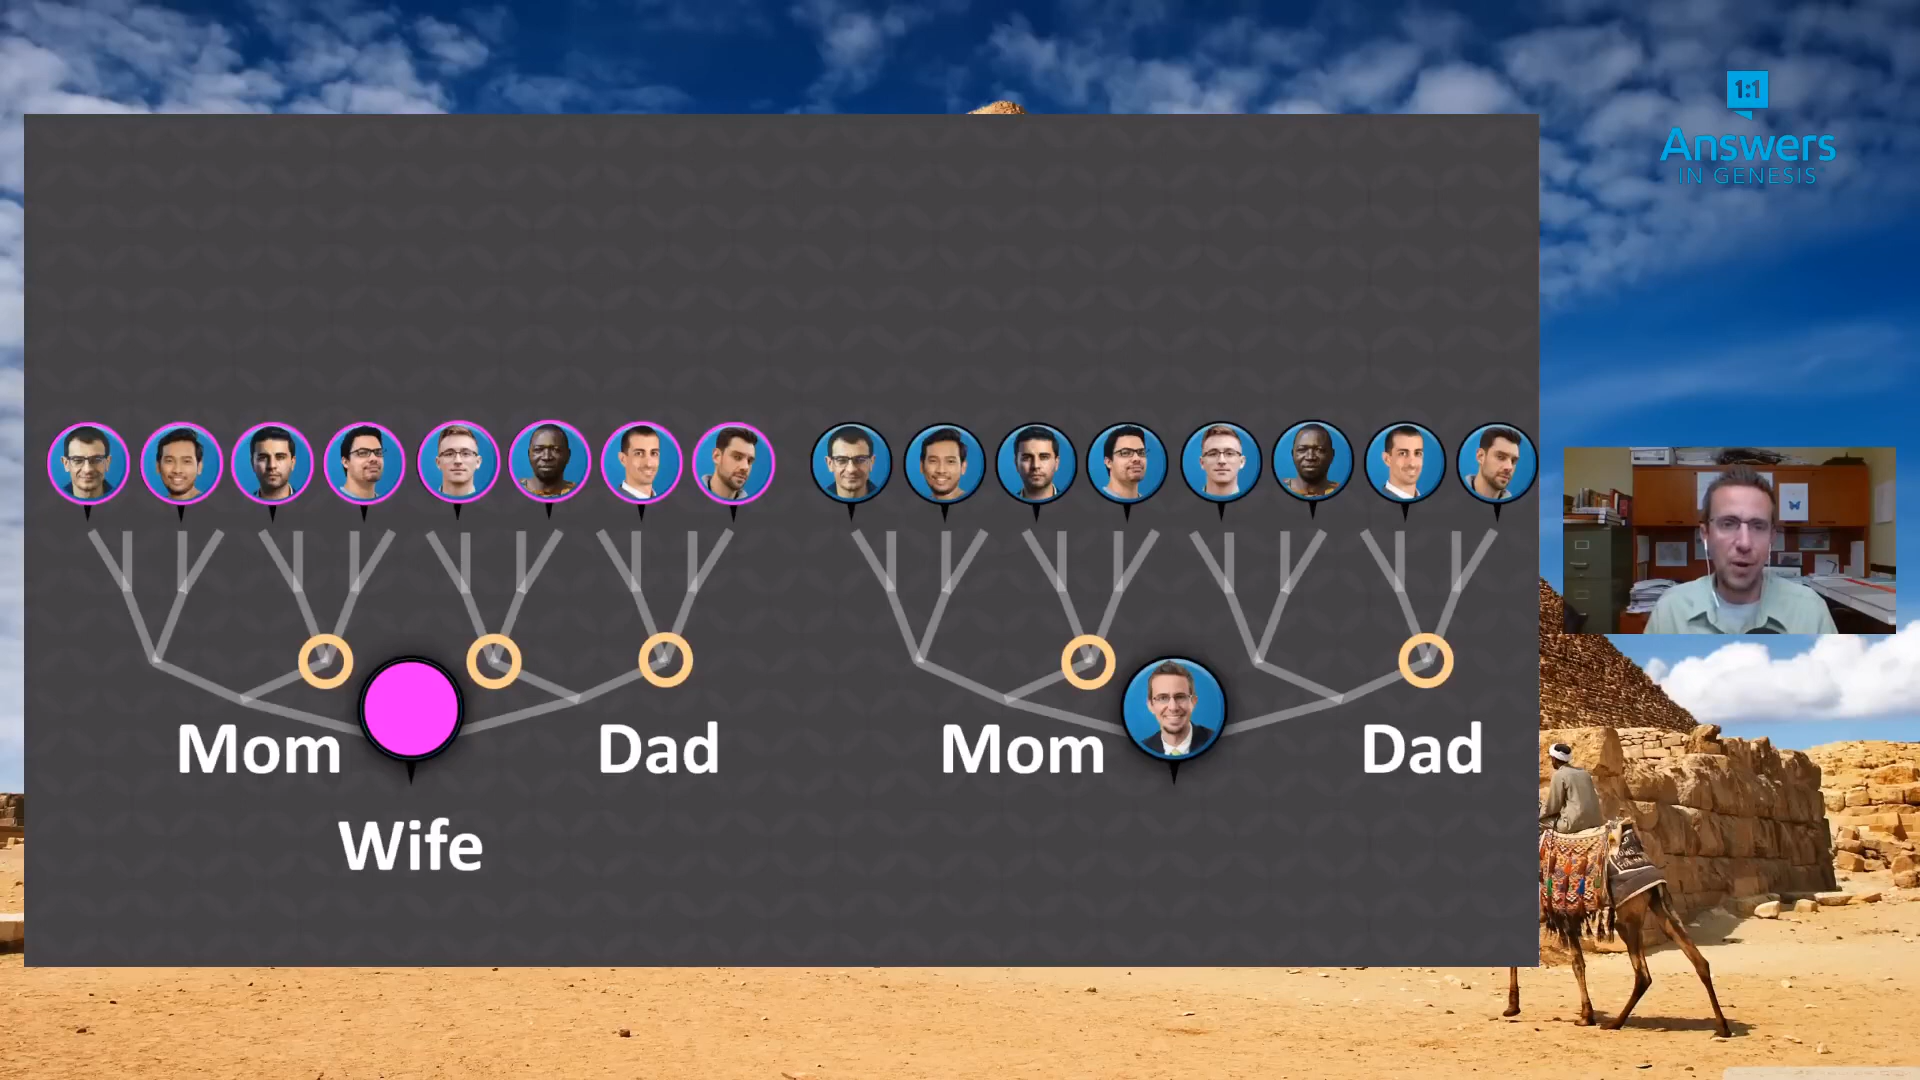 1:1
Answers
IN GENESIS
Mom
Dad
Mom
Dad
Wife